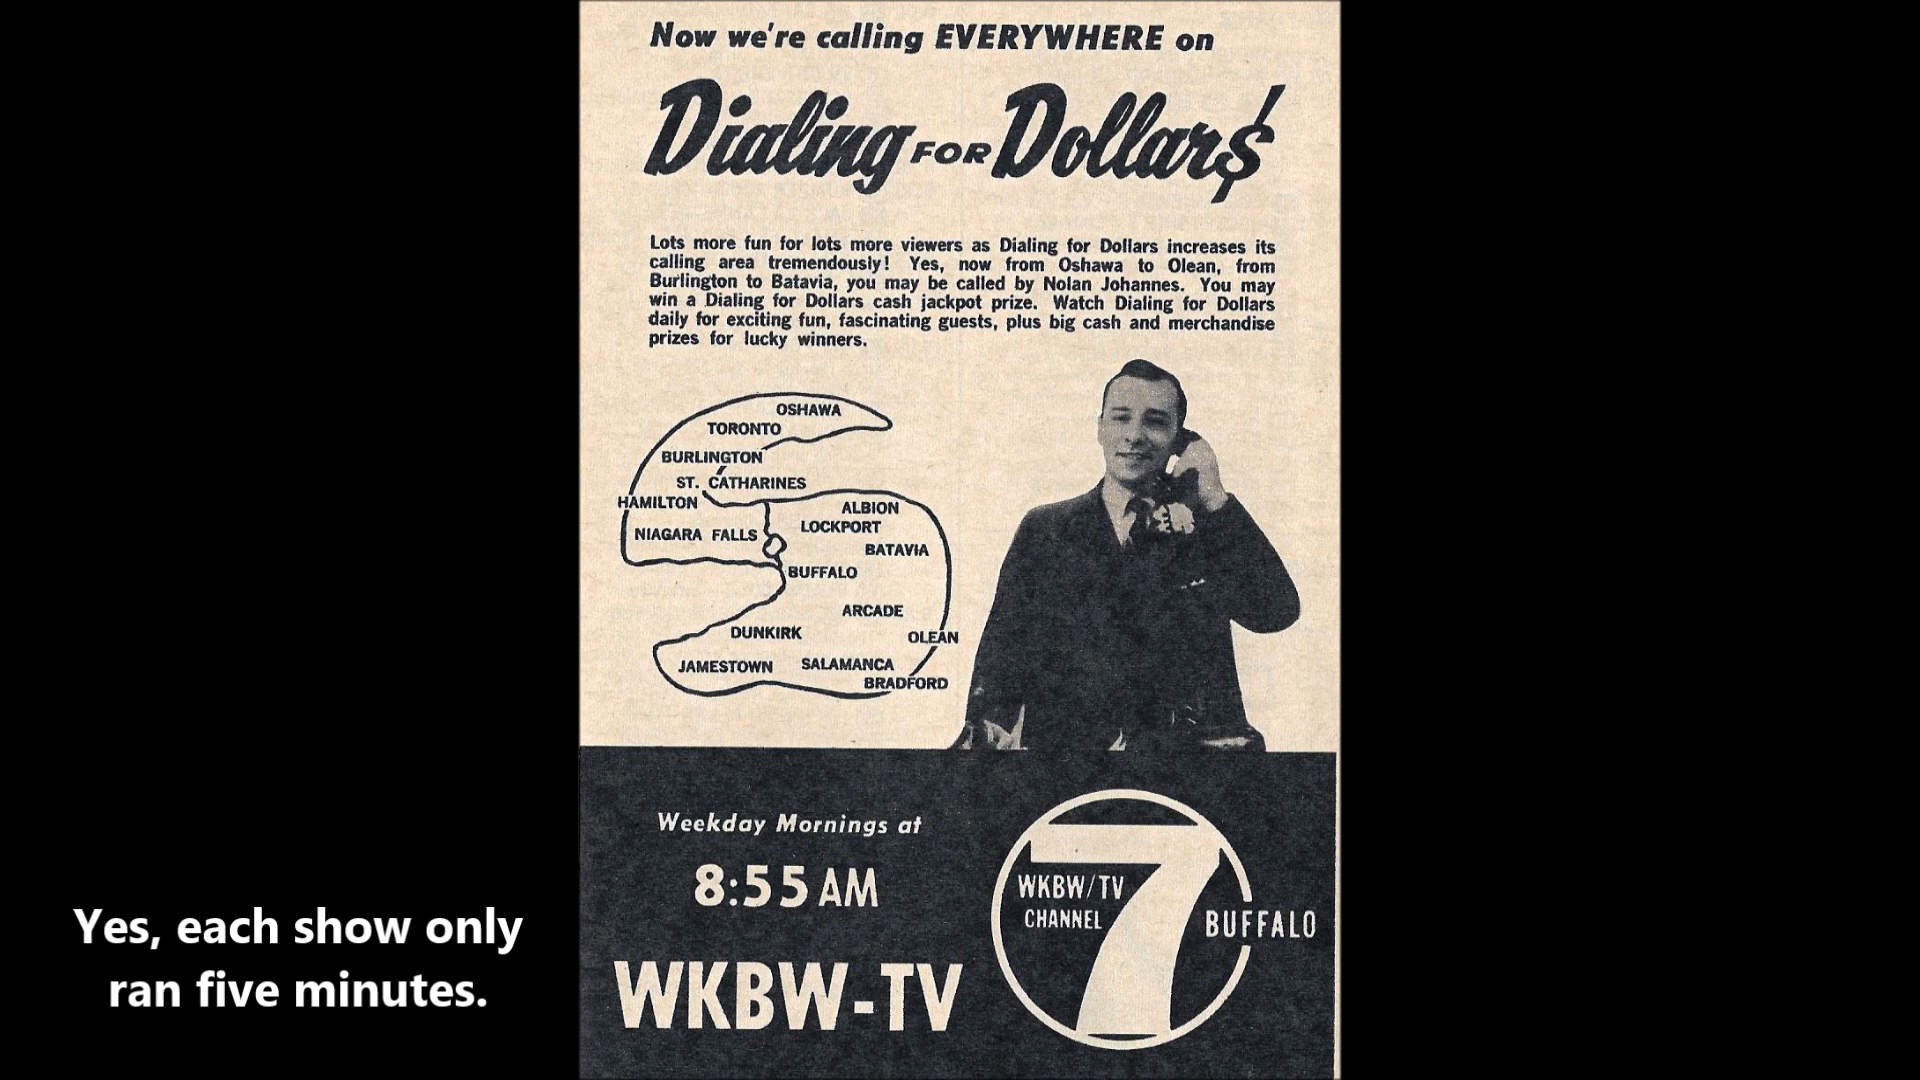 Now we're calling EVERYWHERE on
Dialing FOR Dollar$
Lots more fun for lots more viewers as Dialing for Dollars increases its
calling area tremendously! Yes, now from Oshawa to Olean, from
Burlington to Batavia, you may be called by Nolan Johannes. You may
win a Dialing for Dollars cash jackpot prize. Watch Dialing for Dollars
daily for exciting fun, fascinating guests, plus big cash and merchandise
prizes for lucky winners.
OSHAWA
TORONTO
BURLINGTON
ST. CATHARINES
HAMILTON
NIAGARA FALLS
ALBION
LOCKPORT
BATAVIA
BUFFALO
ARCADE
DUNKIRK
OLEAN
JAMESTOWN
SALAMANCA
BRADFORD
Weekday Mornings at
8:55 AM
WKBW-TV
7
WKBW/TV
CHANNEL
BUFFALO
Yes, each show only
ran five minutes.